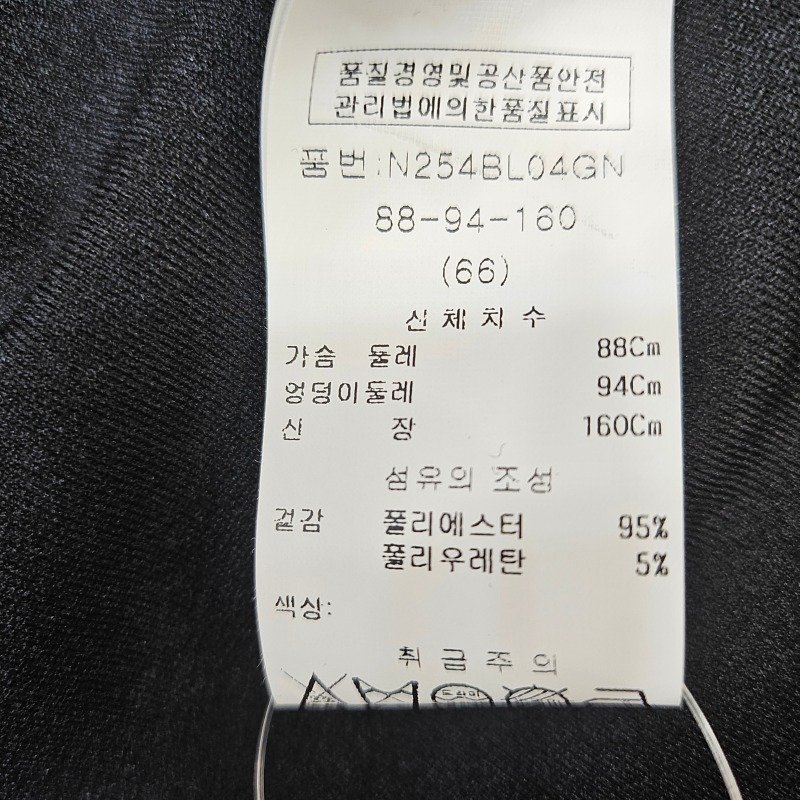 품질경영및공산품안전
관리법에의한품질표시
품번:N254BL04GN
88-94-160
(66)
신체치수
가슴 둘레 88Cm
엉덩이둘레 94Cm
신 장 160Cm
섬유의 조성
겉감 폴리에스터 95%
폴리우레탄 5%
색상:
취급주의
드라이